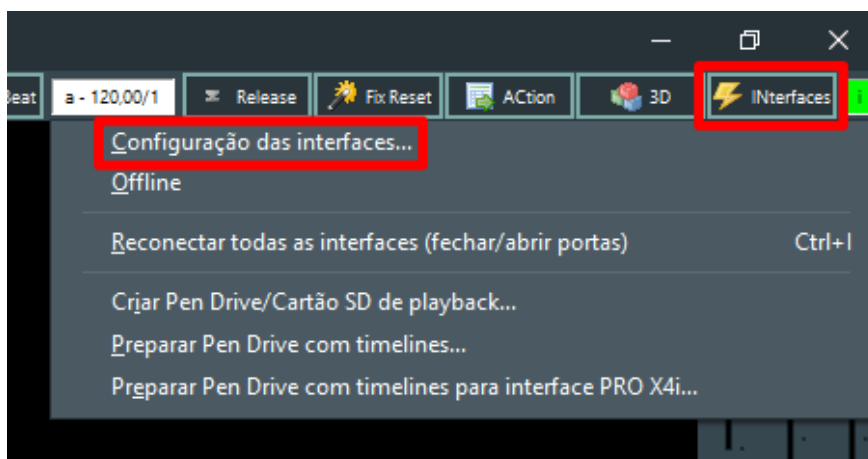 Beat a - 120,00/1 Release Fix Reset ACtion 3D INterfaces i
Configuração das interfaces...
Offline
Reconectar todas as interfaces (fechar/abrir portas) Ctrl+I
Criar Pen Drive/Cartão SD de playback...
Preparar Pen Drive com timelines...
Preparar Pen Drive com timelines para interface PRO X4i...